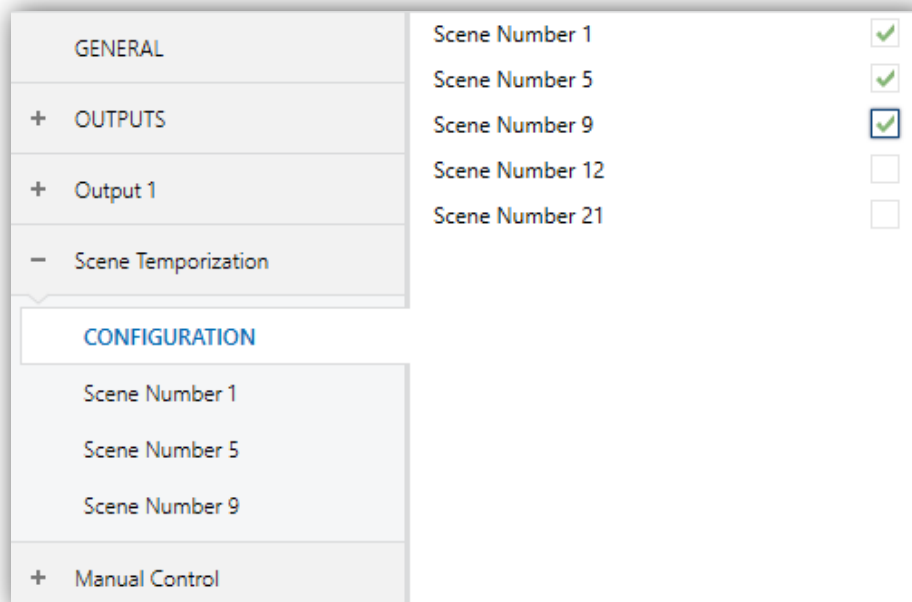 GENERAL
+ OUTPUTS
+ Output 1
− Scene Temporization
CONFIGURATION
Scene Number 1
Scene Number 5
Scene Number 9
+ Manual Control
Scene Number 1
Scene Number 5
Scene Number 9
Scene Number 12
Scene Number 21